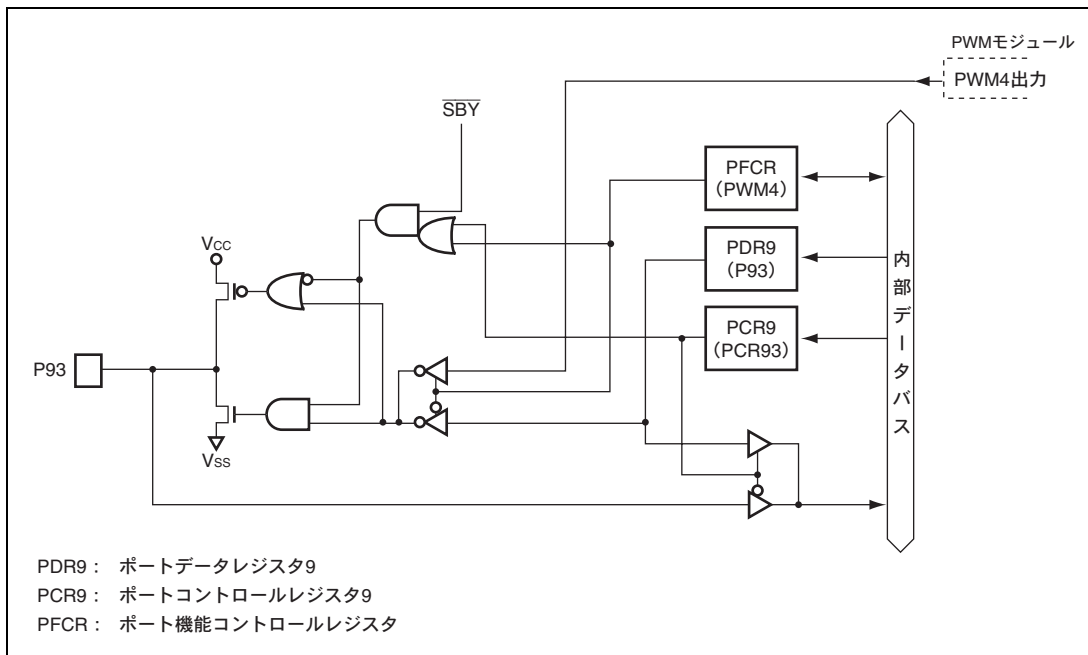 PWMモジュール
PWM4出力
SBY
PFCR
(PWM4)
VCC
PDR9
(P93)
内部データバス
PCR9
(PCR93)
P93
VSS
PDR9: ポートデータレジスタ9
PCR9: ポートコントロールレジスタ9
PFCR: ポート機能コントロールレジスタ